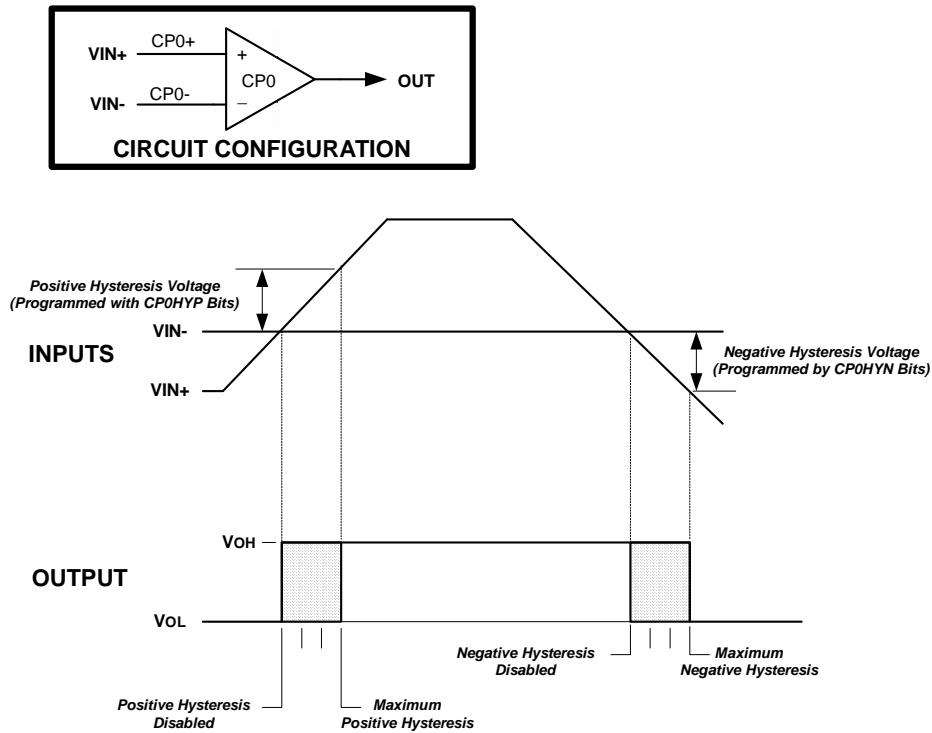 VIN+
CP0+
+
CP0
VIN-
CP0-
−
OUT
CIRCUIT CONFIGURATION
Positive Hysteresis Voltage
(Programmed with CP0HYP Bits)
VIN-
INPUTS
VIN+
Negative Hysteresis Voltage
(Programmed by CP0HYN Bits)
VOH
OUTPUT
VOL
Negative Hysteresis
Disabled
Maximum
Negative Hysteresis
Positive Hysteresis
Disabled
Maximum
Positive Hysteresis